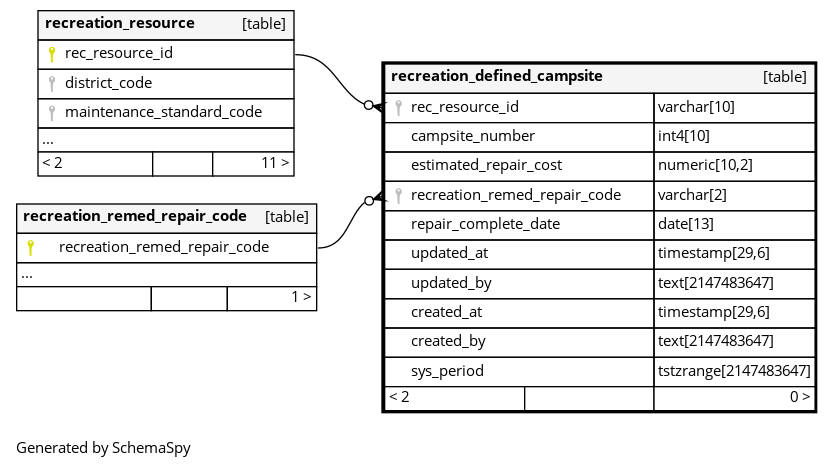 recreation_resource [table]
rec_resource_id
district_code
maintenance_standard_code
...
< 2 11 >
recreation_remed_repair_code [table]
recreation_remed_repair_code
...
1 >
recreation_defined_campsite [table]
rec_resource_id varchar[10]
campsite_number int4[10]
estimated_repair_cost numeric[10,2]
recreation_remed_repair_code varchar[2]
repair_complete_date date[13]
updated_at timestamp[29,6]
updated_by text[2147483647]
created_at timestamp[29,6]
created_by text[2147483647]
sys_period tstzrange[2147483647]
< 2 0 >
Generated by SchemaSpy